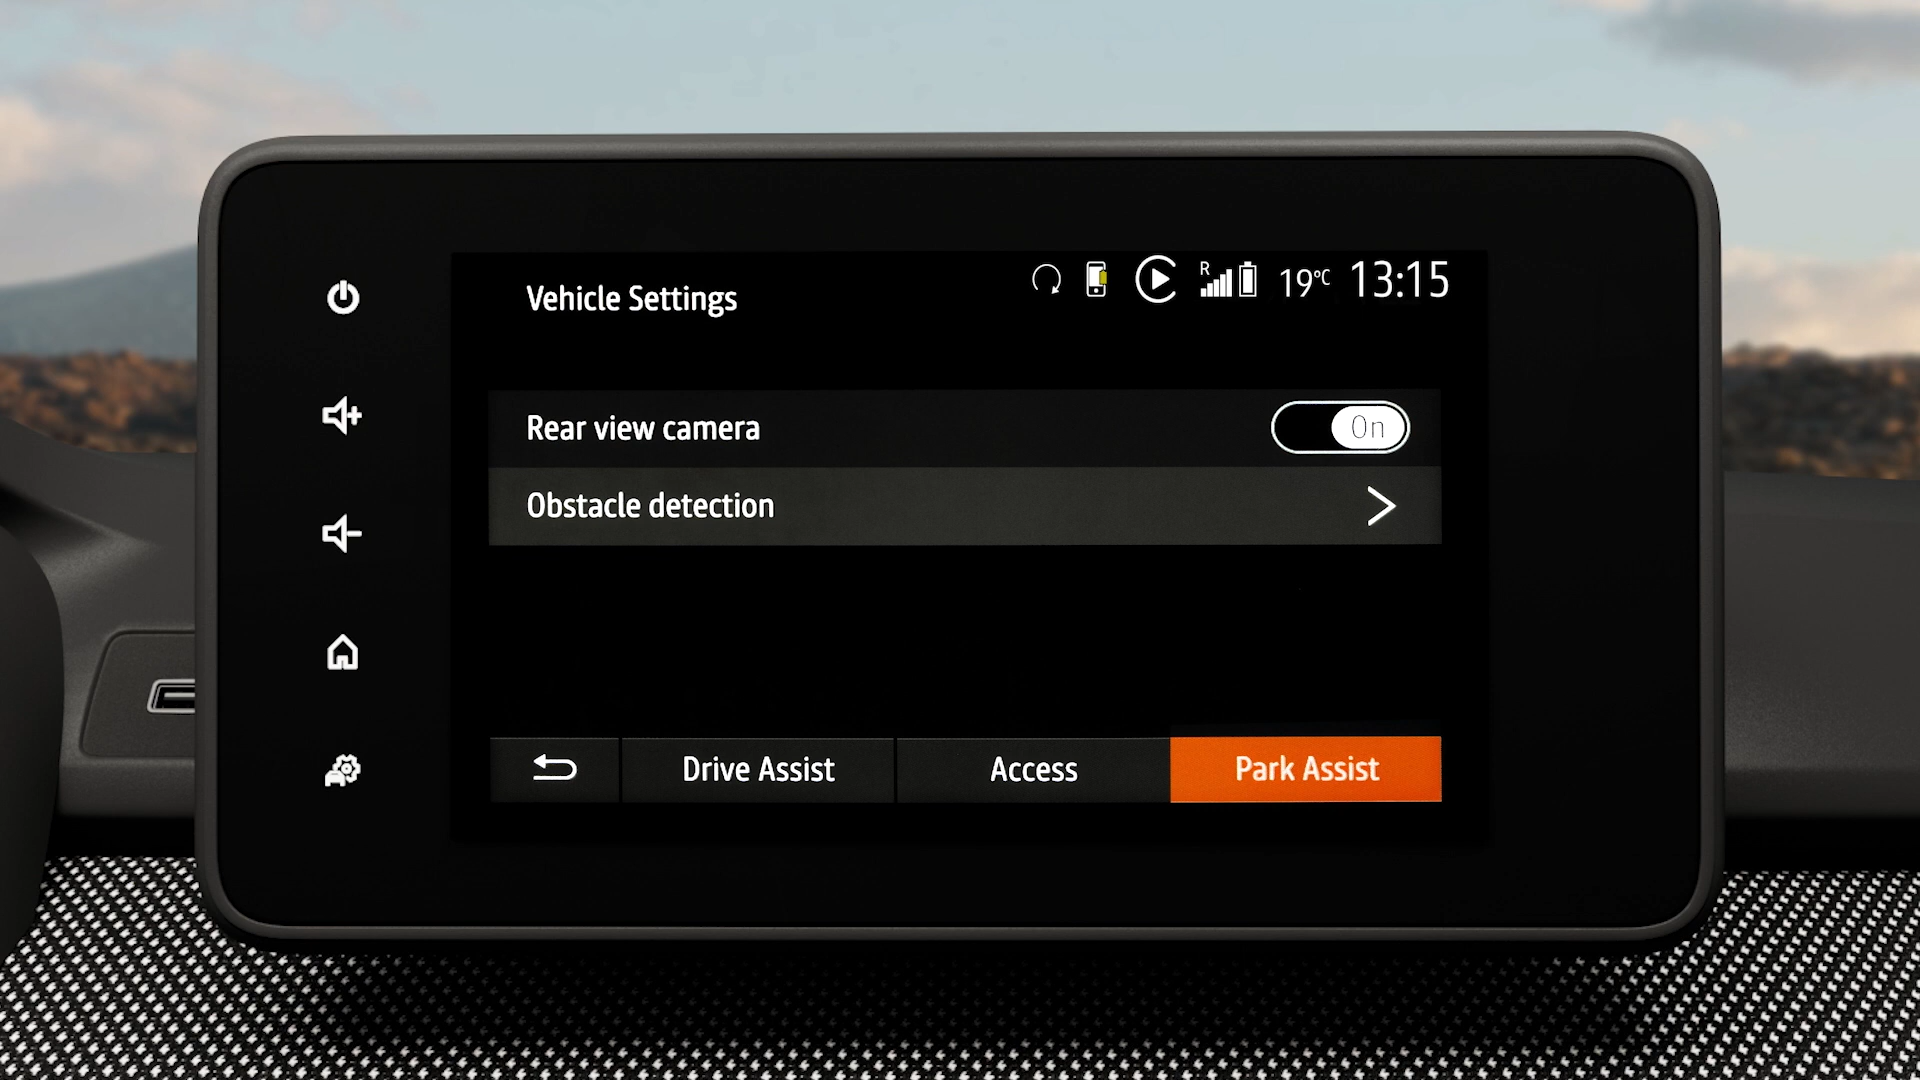 Vehicle Settings
R 19°C 13:15
Rear view camera On
Obstacle detection
Drive Assist Access Park Assist